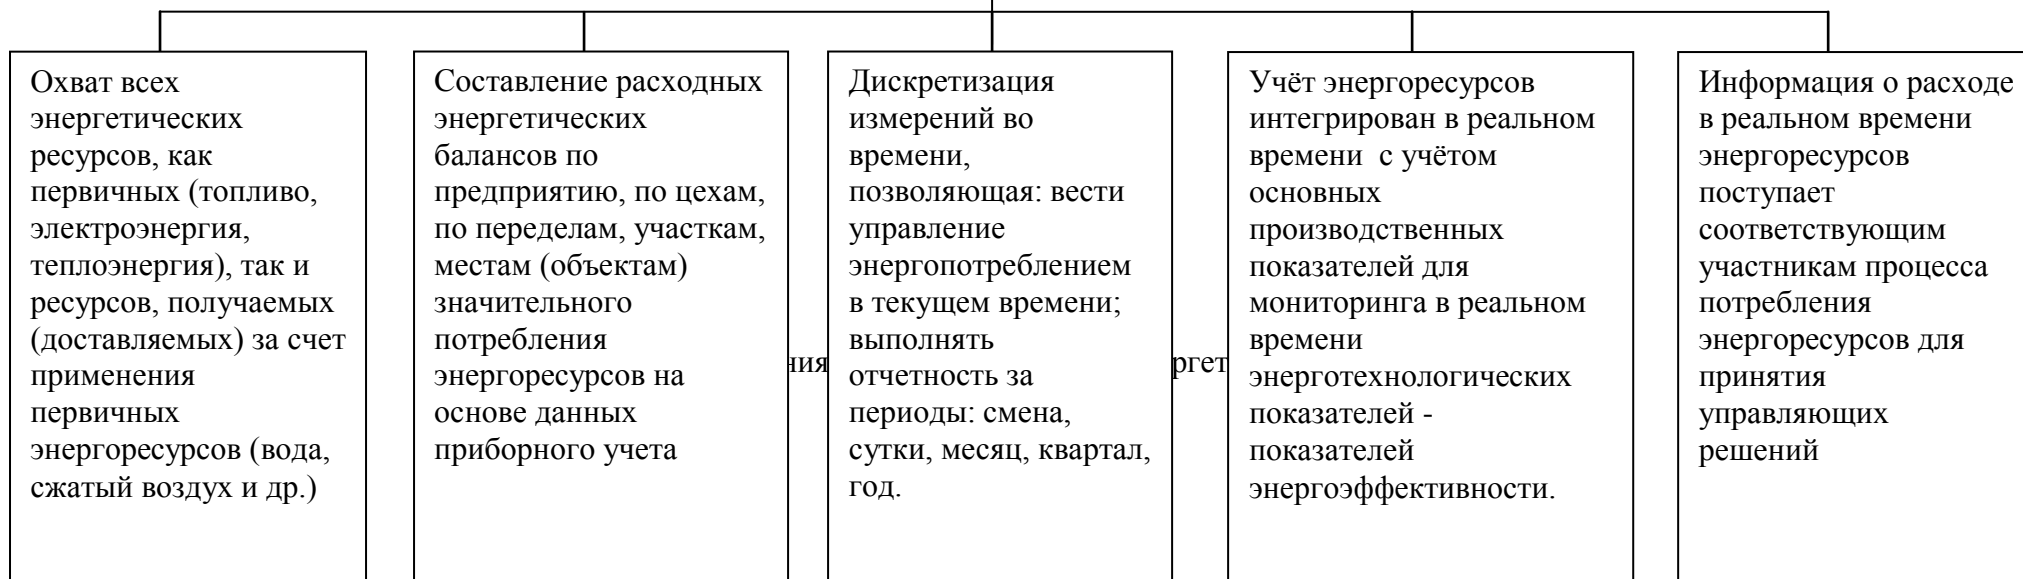 Охват всех
энергетических
ресурсов, как
первичных (топливо,
электроэнергия,
теплоэнергия), так и
ресурсов, получаемых
(доставляемых) за счет
применения
первичных
энергоресурсов (вода,
сжатый воздух и др.)
Составление расходных
энергетических
балансов по
предприятию, по цехам,
по переделам, участкам,
местам (объектам)
значительного
потребления
энергоресурсов на
основе данных
приборного учета
Дискретизация
измерений во
времени,
позволяющая: вести
управление
энергопотреблением
в текущем времени;
выполнять
отчетность за
периоды: смена,
сутки, месяц, квартал,
год.
Учёт энергоресурсов
интегрирован в реальном
времени  с учётом
основных
производственных
показателей для
мониторинга в реальном
времени
энерготехнологических
показателей -
показателей
энергоэффективности.
Информация о расходе
в реальном времени
энергоресурсов
поступает
соответствующим
участникам процесса
потребления
энергоресурсов для
принятия
управляющих
решений